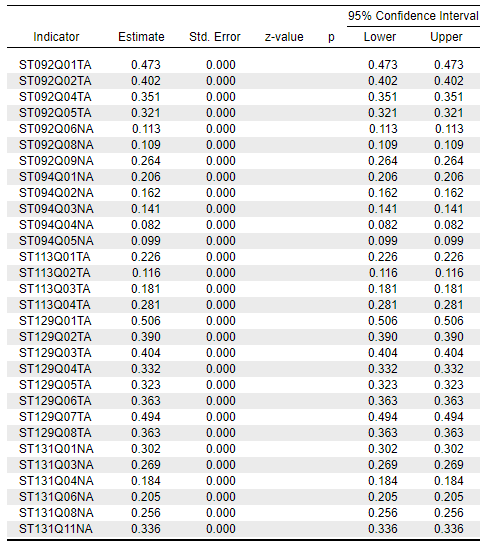 95% Confidence Interval
Indicator Estimate Std. Error z-value p Lower Upper
ST092Q01TA 0.473 0.000 0.473 0.473
ST092Q02TA 0.402 0.000 0.402 0.402
ST092Q04TA 0.351 0.000 0.351 0.351
ST092Q05TA 0.321 0.000 0.321 0.321
ST092Q06NA 0.113 0.000 0.113 0.113
ST092Q08NA 0.109 0.000 0.109 0.109
ST092Q09NA 0.264 0.000 0.264 0.264
ST094Q01NA 0.206 0.000 0.206 0.206
ST094Q02NA 0.162 0.000 0.162 0.162
ST094Q03NA 0.141 0.000 0.141 0.141
ST094Q04NA 0.082 0.000 0.082 0.082
ST094Q05NA 0.099 0.000 0.099 0.099
ST113Q01TA 0.226 0.000 0.226 0.226
ST113Q02TA 0.116 0.000 0.116 0.116
ST113Q03TA 0.181 0.000 0.181 0.181
ST113Q04TA 0.281 0.000 0.281 0.281
ST129Q01TA 0.506 0.000 0.506 0.506
ST129Q02TA 0.390 0.000 0.390 0.390
ST129Q03TA 0.404 0.000 0.404 0.404
ST129Q04TA 0.332 0.000 0.332 0.332
ST129Q05TA 0.323 0.000 0.323 0.323
ST129Q06TA 0.363 0.000 0.363 0.363
ST129Q07TA 0.494 0.000 0.494 0.494
ST129Q08TA 0.363 0.000 0.363 0.363
ST131Q01NA 0.302 0.000 0.302 0.302
ST131Q03NA 0.269 0.000 0.269 0.269
ST131Q04NA 0.184 0.000 0.184 0.184
ST131Q06NA 0.205 0.000 0.205 0.205
ST131Q08NA 0.256 0.000 0.256 0.256
ST131Q11NA 0.336 0.000 0.336 0.336